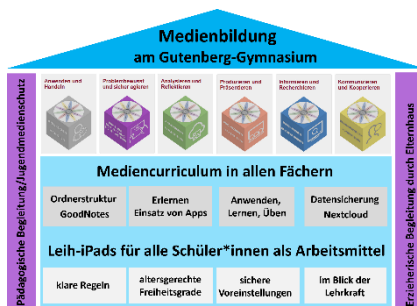 Medienbildung
am Gutenberg-Gymnasium
Pädagogische Begleitung/Jugendmedienschutz
Anwenden und
Handeln
Problembewusst
und sicher agieren
Analysieren und
Reflektieren
Produzieren und
Präsentieren
Informieren und
Recherchieren
Kommunizieren
und Kooperieren
Mediencurriculum in allen Fächern
Ordnerstruktur
GoodNotes
Erlernen
Einsatz von Apps
Anwenden,
Lernen, Üben
Datensicherung
Nextcloud
Leih-iPads für alle Schüler*innen als Arbeitsmittel
klare Regeln
altersgerechte
Freiheitsgrade
sichere
Voreinstellungen
im Blick der
Lehrkraft
Erzieherische Begleitung durch Elternhaus